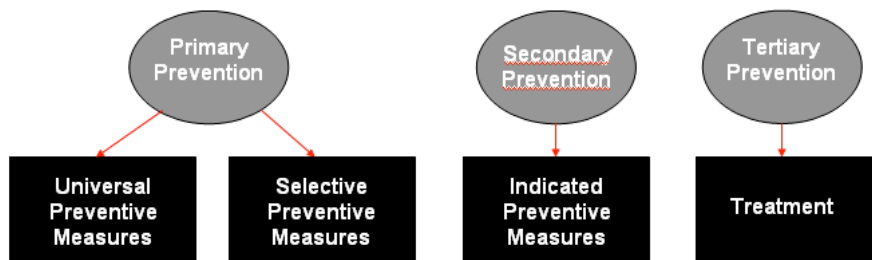 Primary
Prevention
Secondary
Prevention
Tertiary
Prevention
Universal
Preventive
Measures
Selective
Preventive
Measures
Indicated
Preventive
Measures
Treatment